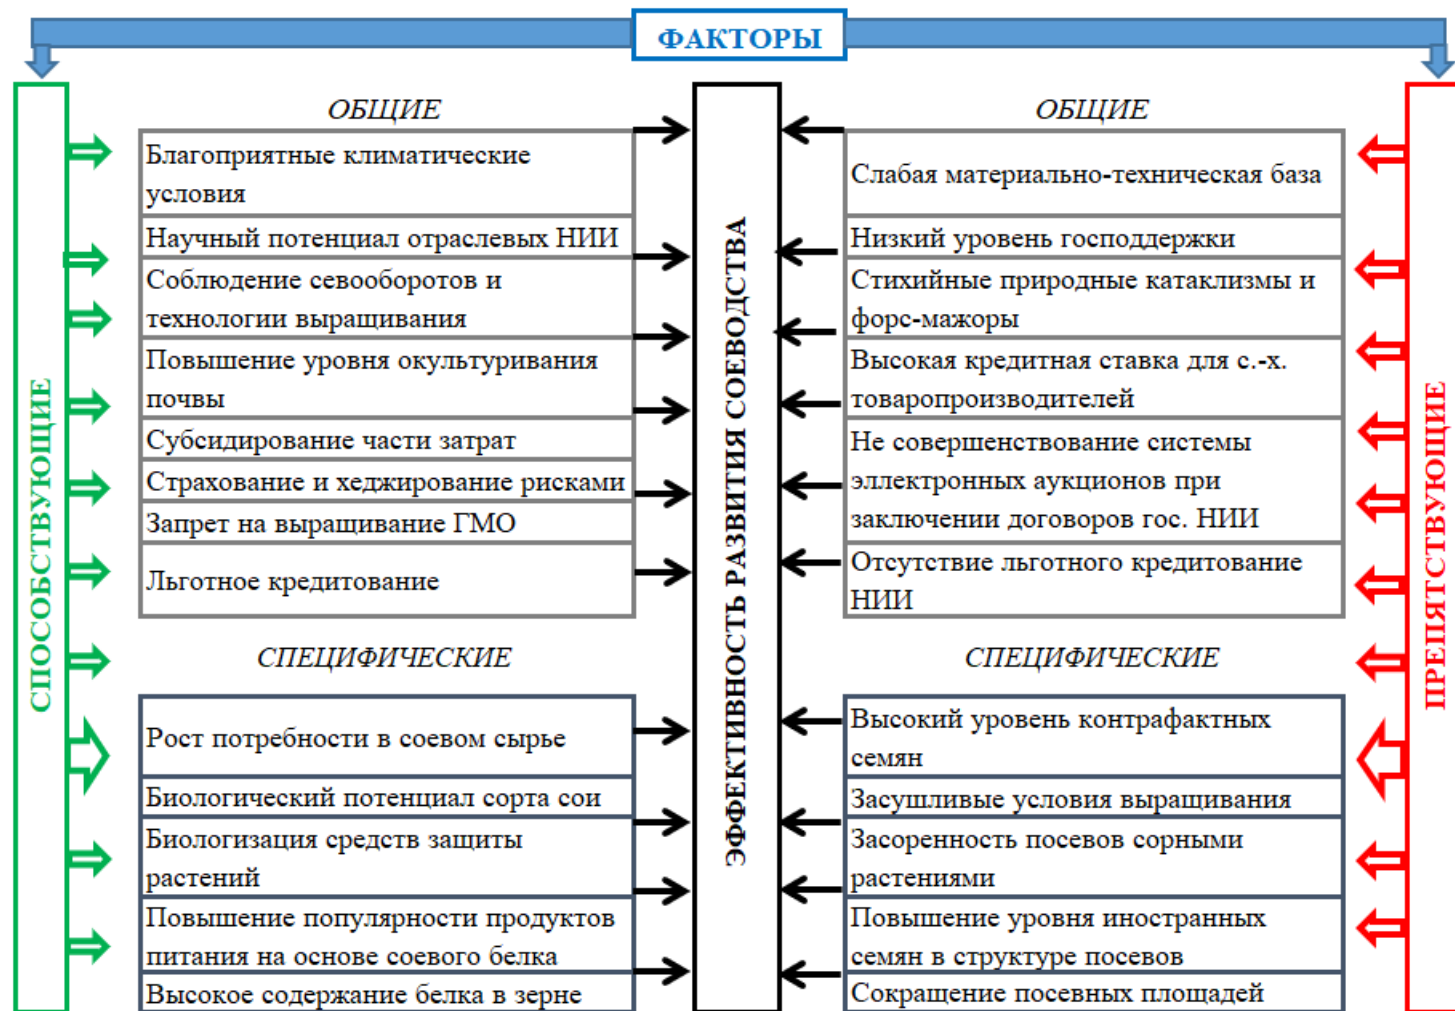 ФАКТОРЫ
СПОСОБСТВУЮЩИЕ
ОБЩИЕ
Благоприятные климатические
условия
Научный потенциал отраслевых НИИ
Соблюдение севооборотов и
технологии выращивания
Повышение уровня окультуривания
почвы
Субсидирование части затрат
Страхование и хеджирование рисками
Запрет на выращивание ГМО
Льготное кредитование
СПЕЦИФИЧЕСКИЕ
Рост потребности в соевом сырье
Биологический потенциал сорта сои
Биологизация средств защиты
растений
Повышение популярности продуктов
питания на основе соевого белка
Высокое содержание белка в зерне
ЭФФЕКТИВНОСТЬ РАЗВИТИЯ СОЕВОДСТВА
ОБЩИЕ
Слабая материально-техническая база
Низкий уровень господдержки
Стихийные природные катаклизмы и
форс-мажоры
Высокая кредитная ставка для с.-х.
товаропроизводителей
Не совершенствование системы
эллектронных аукционов при
заключении договоров гос. НИИ
Отсутствие льготного кредитование
НИИ
СПЕЦИФИЧЕСКИЕ
Высокий уровень контрафактных
семян
Засушливые условия выращивания
Засоренность посевов сорными
растениями
Повышение уровня иностранных
семян в структуре посевов
Сокращение посевных площадей
ПРЕПЯТСТВУЮЩИЕ